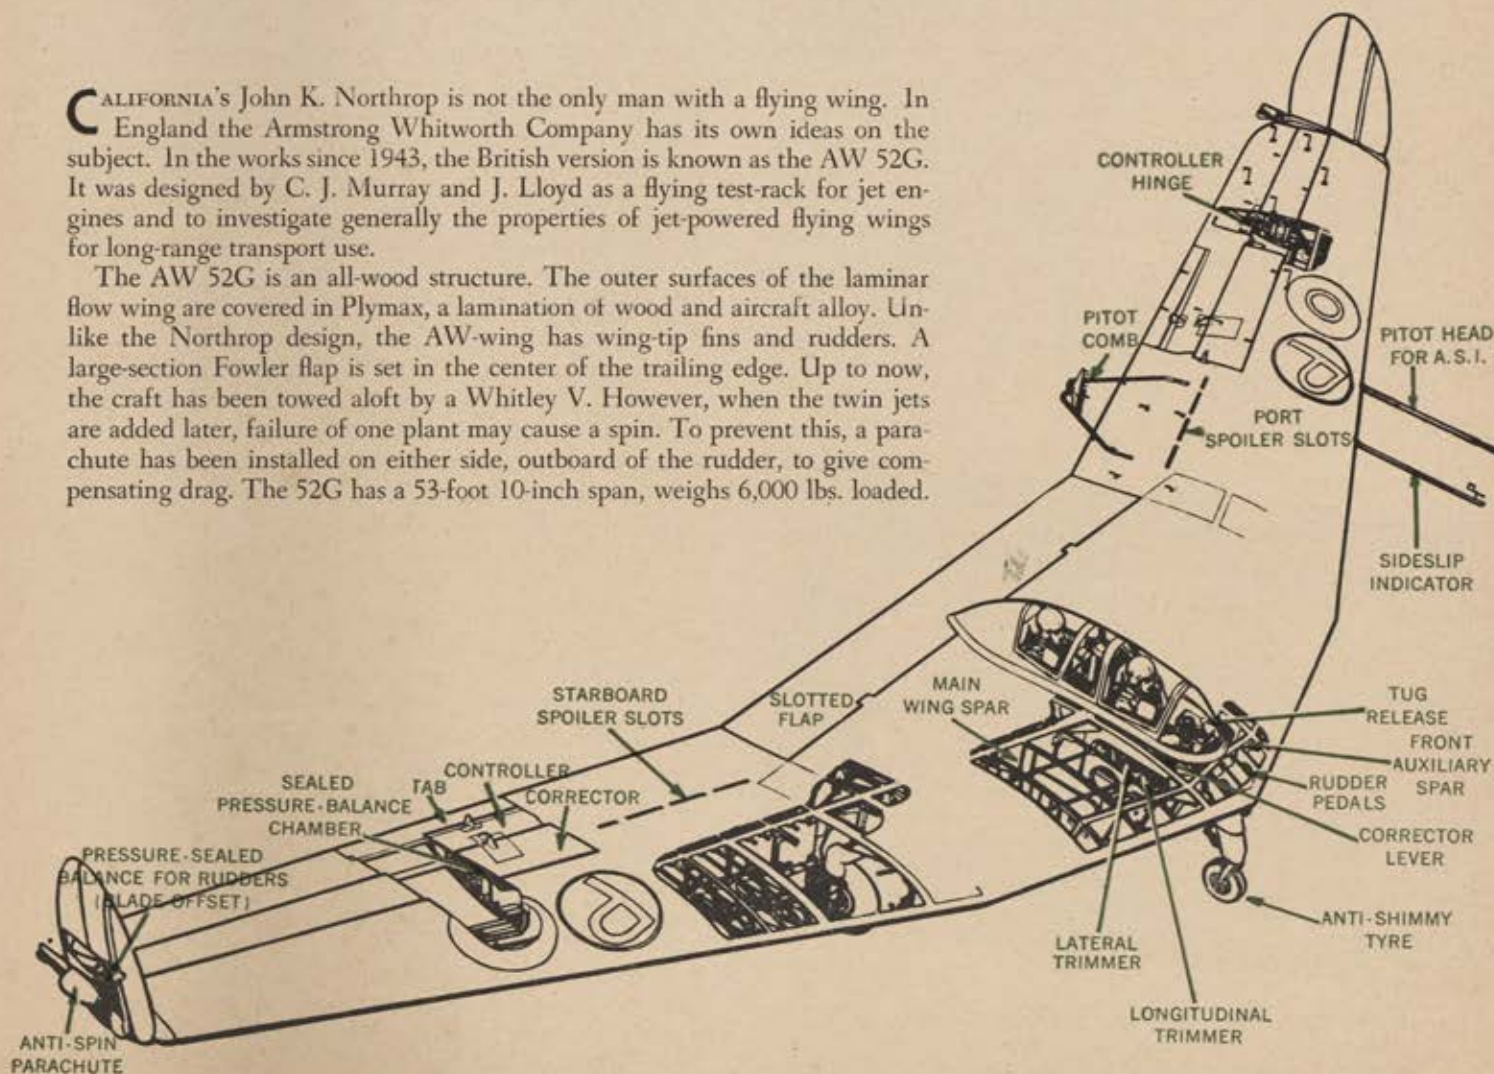 CALIFORNIA's John K. Northrop is not the only man with a flying wing. In
England the Armstrong Whitworth Company has its own ideas on the
subject. In the works since 1943, the British version is known as the AW 52G.
It was designed by C. J. Murray and J. Lloyd as a flying test-rack for jet en-
gines and to investigate generally the properties of jet-powered flying wings
for long-range transport use.
The AW 52G is an all-wood structure. The outer surfaces of the laminar
flow wing are covered in Plymax, a lamination of wood and aircraft alloy. Un-
like the Northrop design, the AW-wing has wing-tip fins and rudders. A
large-section Fowler flap is set in the center of the trailing edge. Up to now,
the craft has been towed aloft by a Whitley V. However, when the twin jets
are added later, failure of one plant may cause a spin. To prevent this, a para-
chute has been installed on either side, outboard of the rudder, to give com-
pensating drag. The 52G has a 53-foot 10-inch span, weighs 6,000 lbs. loaded.
CONTROLLER
HINGE
PITOT
COMB
PITOT HEAD
FOR A.S.I.
P
PORT
SPOILER SLOTS
SIDESLIP
INDICATOR
STARBOARD
SPOILER SLOTS
SLOTTED
FLAP
MAIN
WING SPAR
TUG
RELEASE
FRONT
AUXILIARY
SPAR
RUDDER
PEDALS
CORRECTOR
LEVER
SEALED
PRESSURE-BALANCE
CHAMBER
TAB
CONTROLLER
CORRECTOR
P
PRESSURE-SEALED
BALANCE FOR RUDDERS
(BLADE OFFSET)
ANTI-SHIMMY
TYRE
LATERAL
TRIMMER
LONGITUDINAL
TRIMMER
ANTI-SPIN
PARACHUTE